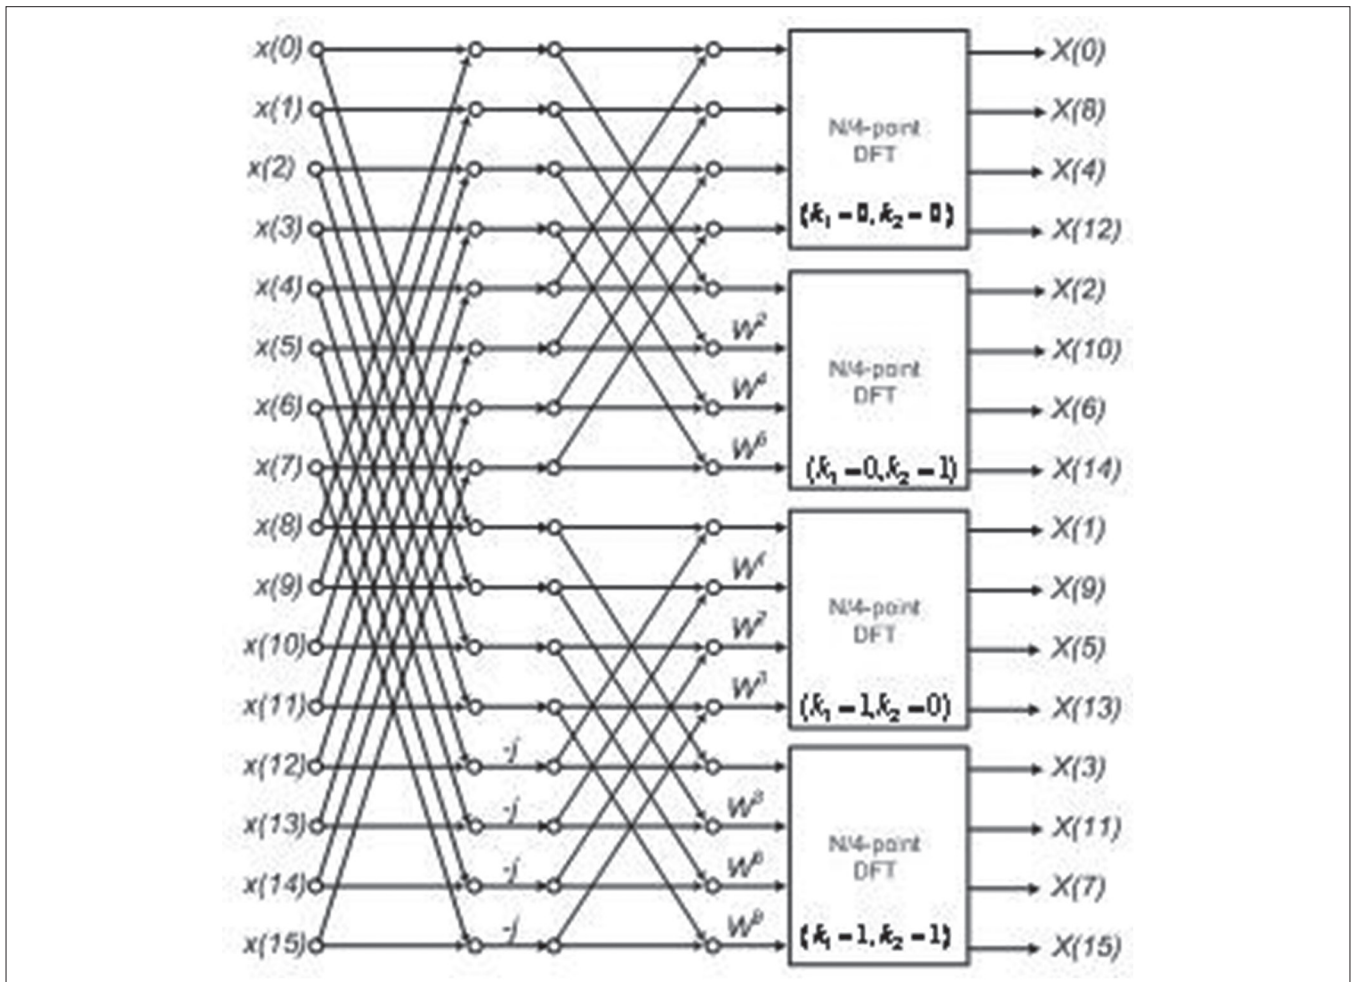 x(0)
X(0)
x(1)
X(8)
x(2)
N/4-point
DFT
X(4)
x(3)
(k₁ = 0, k₂ = 0)
X(12)
x(4)
X(2)
x(5)
W²
X(10)
x(6)
W⁴
N/4-point
DFT
X(6)
x(7)
W⁶
(k₁ = 0, k₂ = 1)
X(14)
x(8)
X(1)
x(9)
W¹
X(9)
x(10)
W²
N/4-point
DFT
X(5)
x(11)
W³
(k₁ = 1, k₂ = 0)
X(13)
x(12)
-j
X(3)
x(13)
-j
W³
X(11)
x(14)
-j
W⁶
N/4-point
DFT
X(7)
x(15)
-j
W⁹
(k₁ = 1, k₂ = 1)
X(15)